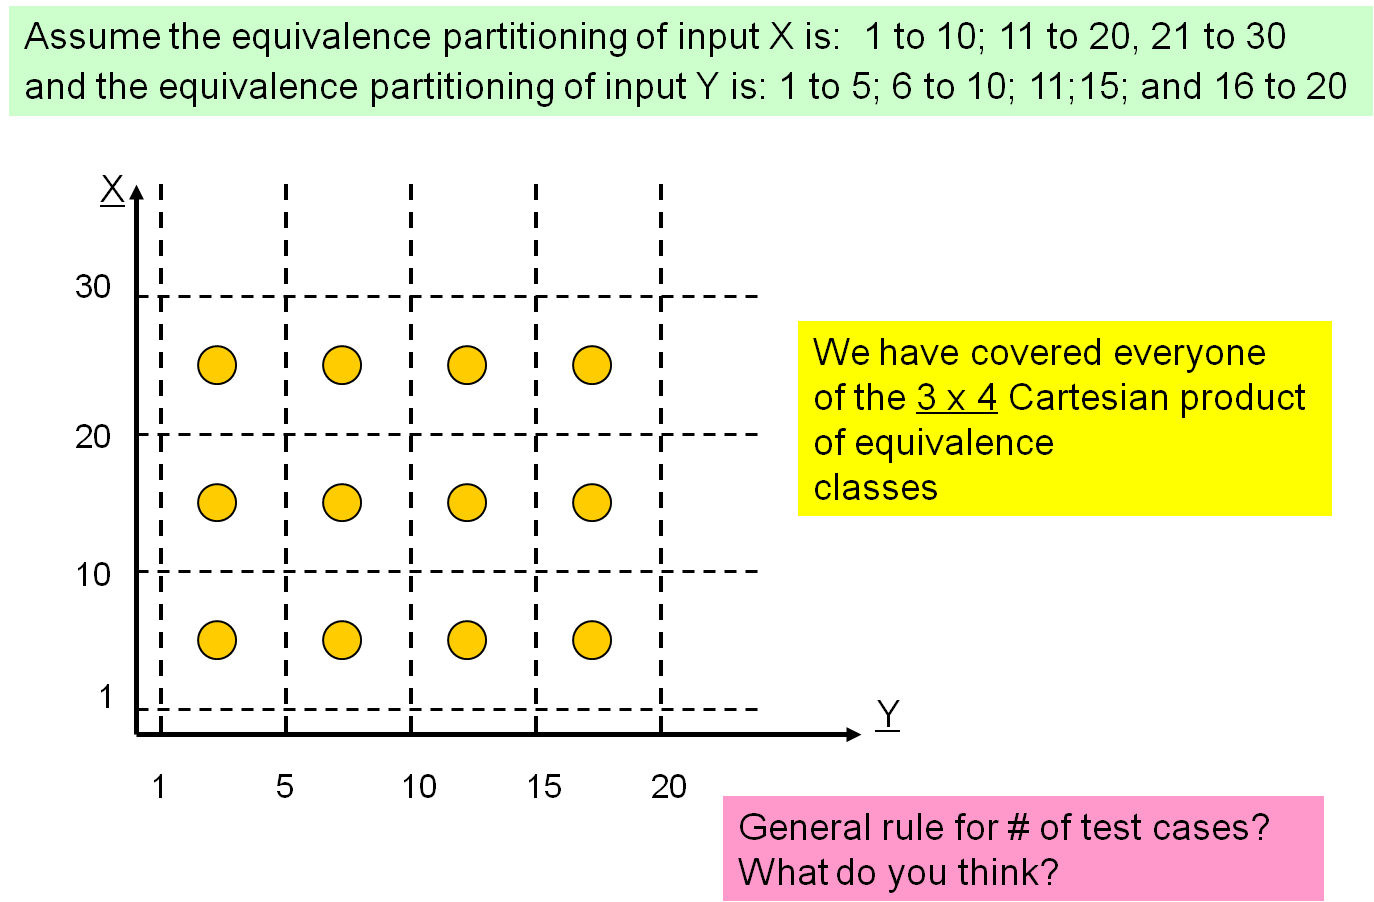 Assume the equivalence partitioning of input X is:  1 to 10; 11 to 20, 21 to 30
and the equivalence partitioning of input Y is: 1 to 5; 6 to 10; 11;15; and 16 to 20
X
30
20
10
1
We have covered everyone
of the 3 x 4 Cartesian product
of equivalence
classes
Y
1 5 10 15 20
General rule for # of test cases?
What do you think?